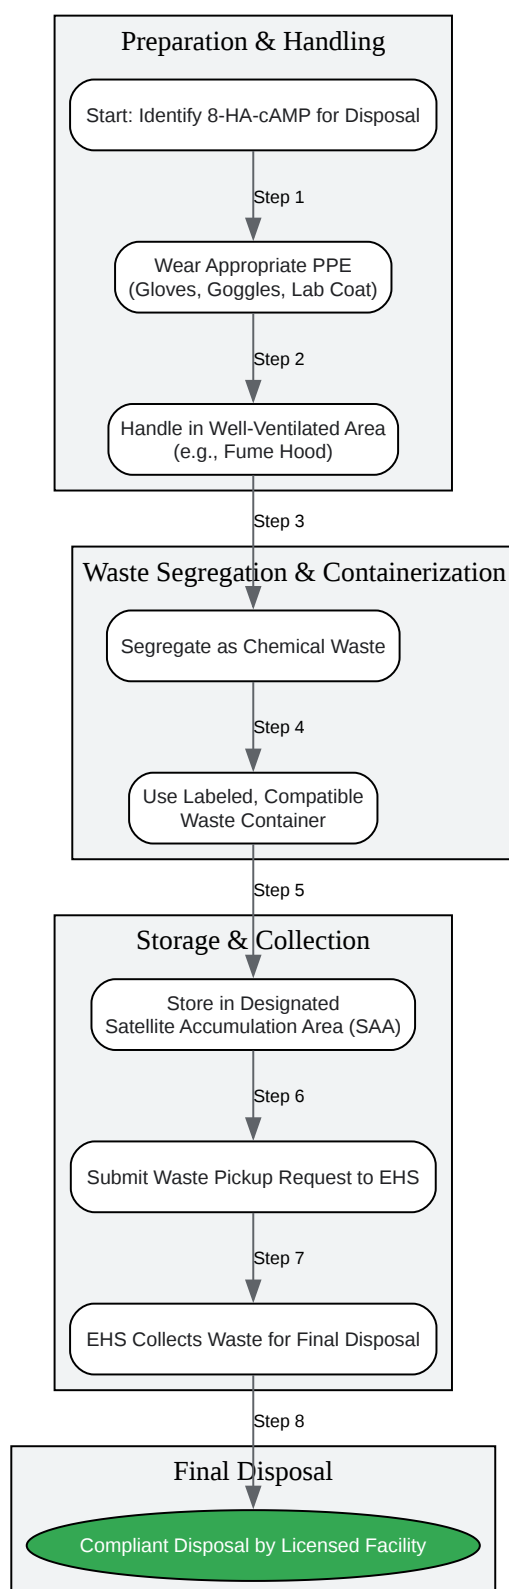 Preparation & Handling
Start: Identify 8-HA-cAMP for Disposal
Step 1
Wear Appropriate PPE
(Gloves, Goggles, Lab Coat)
Step 2
Handle in Well-Ventilated Area
(e.g., Fume Hood)
Step 3
Waste Segregation & Containerization
Segregate as Chemical Waste
Step 4
Use Labeled, Compatible
Waste Container
Step 5
Storage & Collection
Store in Designated
Satellite Accumulation Area (SAA)
Step 6
Submit Waste Pickup Request to EHS
Step 7
EHS Collects Waste for Final Disposal
Step 8
Final Disposal
Compliant Disposal by Licensed Facility